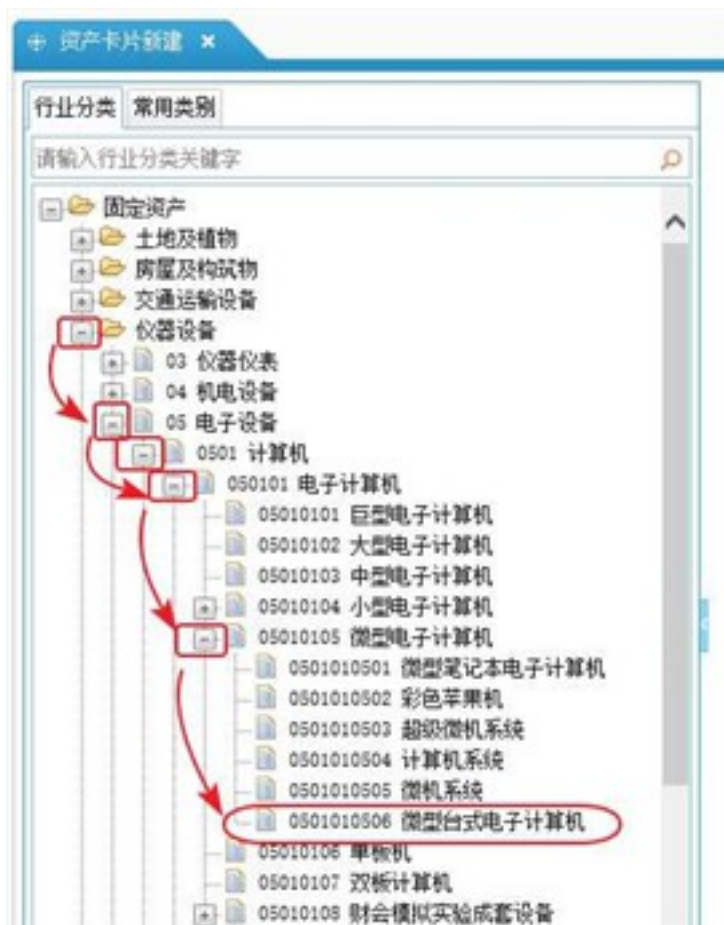 资产卡片新建
行业分类 常用类别
请输入行业分类关键字
固定资产
土地及植物
房屋及构筑物
交通运输设备
仪器设备
03 仪器仪表
04 机电设备
05 电子设备
0501 计算机
050101 电子计算机
05010101 巨型电子计算机
05010102 大型电子计算机
05010103 中型电子计算机
05010104 小型电子计算机
05010105 微型电子计算机
0501010501 微型笔记本电子计算机
0501010502 彩色苹果机
0501010503 超级微机系统
0501010504 计算机系统
0501010505 微机系统
0501010506 微型台式电子计算机
05010106 单板机
05010107 双板计算机
05010108 财会模拟实验成套设备